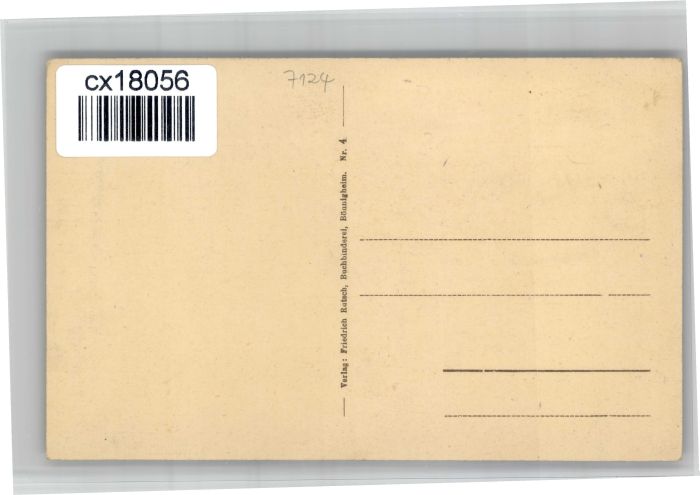 cx18056
7124
Verlag: Friedrich Rutsch, Buchbinderei, Bönnigheim. Nr. 4